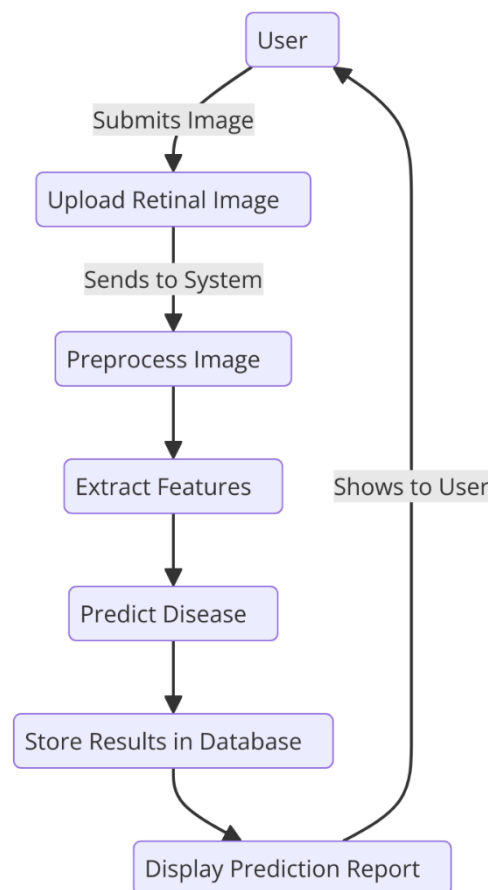 User
Submits Image
Upload Retinal Image
Sends to System
Preprocess Image
Extract Features
Shows to User
Predict Disease
Store Results in Database
Display Prediction Report